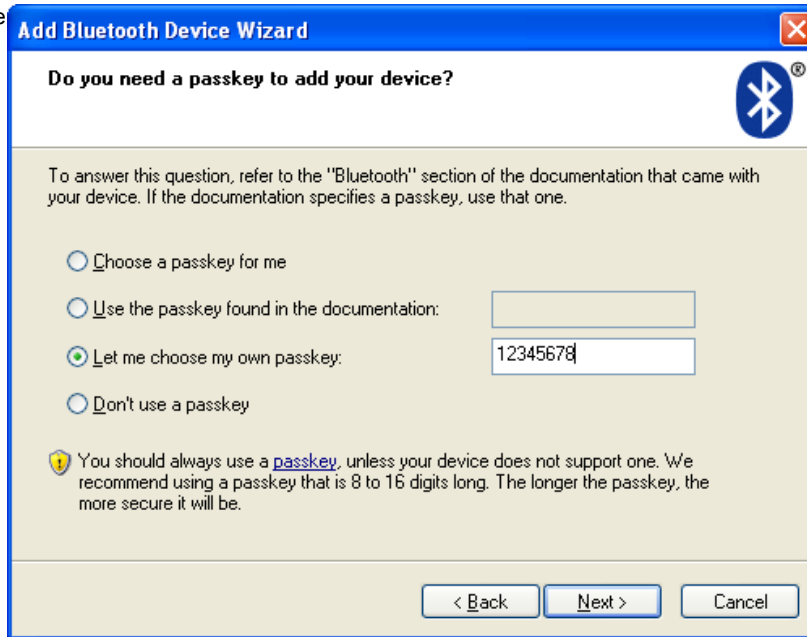 e
Add Bluetooth Device Wizard
Do you need a passkey to add your device?
®
To answer this question, refer to the "Bluetooth" section of the documentation that came with
your device. If the documentation specifies a passkey, use that one.
Choose a passkey for me
Use the passkey found in the documentation:
Let me choose my own passkey: 12345678
Don't use a passkey
You should always use a passkey, unless your device does not support one. We
recommend using a passkey that is 8 to 16 digits long. The longer the passkey, the
more secure it will be.
< Back Next > Cancel